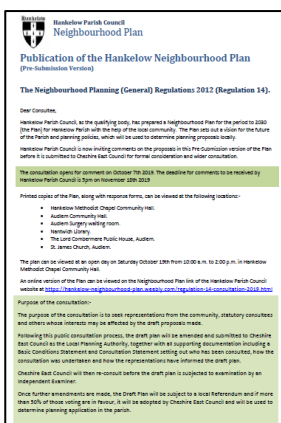 Hankelow Parish Council
Neighbourhood Plan
Publication of the Hankelow Neighbourhood Plan
(Pre-Submission Version)
The Neighbourhood Planning (General) Regulations 2012 (Regulation 14).
Dear Consultee,
Hankelow Parish Council, as the qualifying body, has prepared a Neighbourhood Plan for the period to 2030
(the Plan) for Hankelow Parish with the help of the local community. The Plan sets out a vision for the future
of the Parish and planning policies, which will be used to determine planning proposals locally.
Hankelow Parish Council is now inviting comments on the proposals in this Pre-Submission version of the Plan
before it is submitted to Cheshire East Council for formal consideration and wider consultation.
The consultation opens for comment on October 7th 2019. The deadline for comments to be received by
Hankelow Parish Council is 5pm on November 18th 2019
Printed copies of the Plan, along with response forms, can be viewed at the following locations:-
• Hankelow Methodist Chapel Community Hall.
• Audlem Community Hall.
• Audlem Surgery waiting room.
• Nantwich Library.
• The Lord Combermere Public House, Audlem.
• St. James Church, Audlem.
The plan can be viewed at an open day on Saturday October 19th from 10:00 a.m. to 2:00 p.m. in Hankelow
Methodist Chapel Community Hall.
An online version of the Plan can be viewed on the Neighbourhood Plan link of the Hankelow Parish Council
website at https://hankelow-neighbourhood-plan.weebly.com/regulation-14-consultation-2019.html
Purpose of the consultation:-
The purpose of the consultation is to seek representations from the community, statutory consultees
and others whose interests may be affected by the draft proposals made.
Following this public consultation process, the draft plan will be amended and submitted to Cheshire
East Council as the Local Planning Authority, together with all supporting documentation including a
Basic Conditions Statement and Consultation Statement setting out who has been consulted, how the
consultation was undertaken and how the representations have informed the draft plan.
Cheshire East Council will then re-consult before the draft plan is subjected to examination by an
Independent Examiner.
Once further amendments are made, the Draft Plan will be subject to a local Referendum and if more
than 50% of those voting are in favour, it will be adopted by Cheshire East Council and will be used to
determine planning application in the parish.